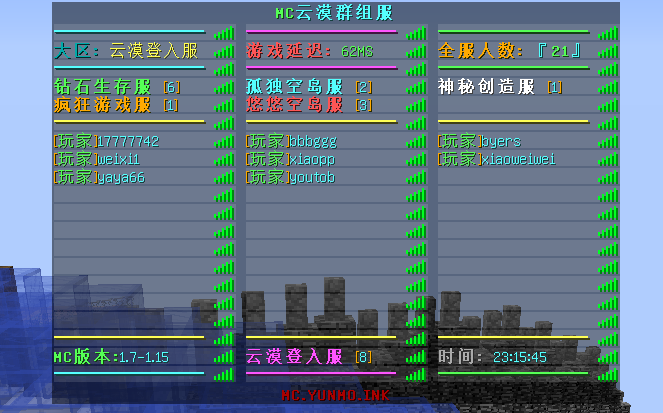 MC云漠群组服
大区: 云漠登入服 游戏延迟: 62MS 全服人数: 『21』
钻石生存服 [6] 孤独空岛服 [2] 神秘创造服 [1]
疯狂游戏服 [1] 悠悠空岛服 [3]
[玩家]17777742 [玩家]bbbggg [玩家]byers
[玩家]weixi1 [玩家]xiaopp [玩家]xiaoweiwei
[玩家]yaya66 [玩家]youtob
MC版本:1.7-1.15 云漠登入服 [8] 时间: 23:15:45
MC.YUNMO.INK